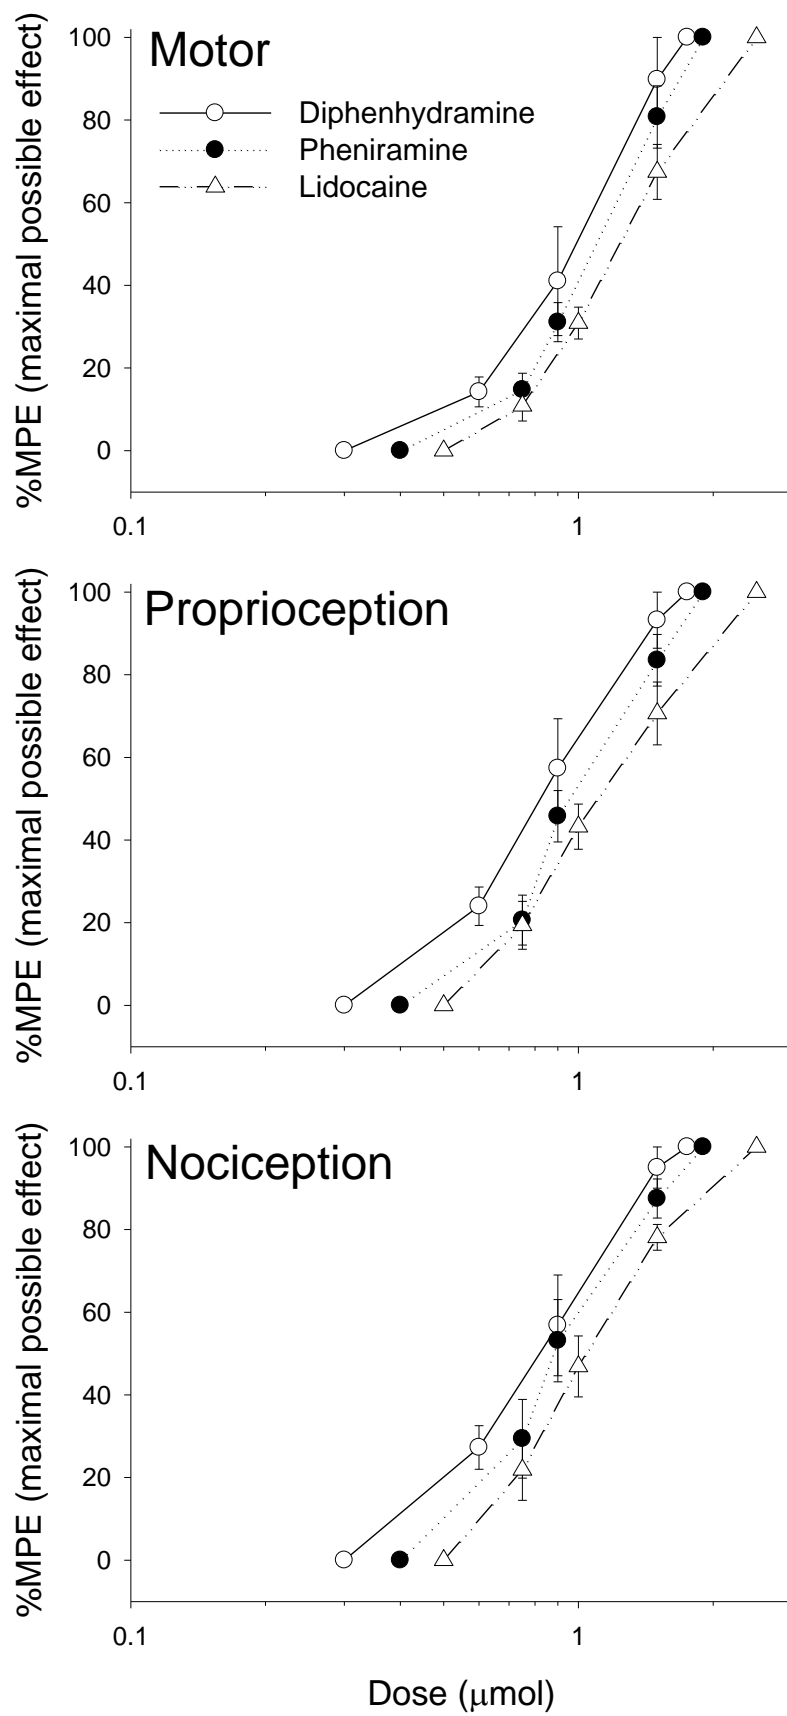 Motor
Diphenhydramine
Pheniramine
Lidocaine
%MPE (maximal possible effect)
100
80
60
40
20
0
0.1
1
Proprioception
%MPE (maximal possible effect)
100
80
60
40
20
0
0.1
1
Nociception
%MPE (maximal possible effect)
100
80
60
40
20
0
0.1
1
Dose (μmol)